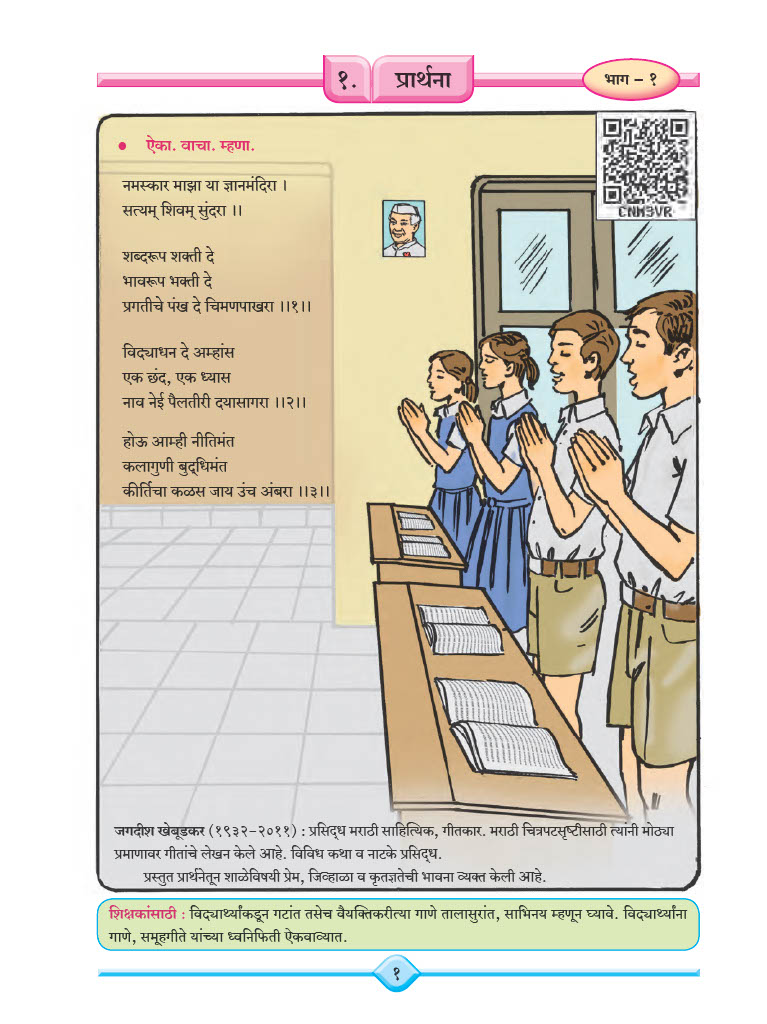 १. प्रार्थना
भाग – १
● ऐका. वाचा. म्हणा.
CNM3VR
नमस्कार माझा या ज्ञानमंदिरा ।
सत्यम् शिवम् सुंदरा ।।
शब्दरूप शक्ती दे
भावरूप भक्ती दे
प्रगतीचे पंख दे चिमणपाखरा ।।१।।
विद्याधन दे अम्हांस
एक छंद, एक ध्यास
नाव नेई पैलतीरी दयासागरा ।।२।।
होऊ आम्ही नीतिमंत
कलागुणी बुद्धिमंत
कीर्तिचा कळस जाय उंच अंबरा ।।३।।
जगदीश खेबूडकर (१९३२-२०११) : प्रसिद्ध मराठी साहित्यिक, गीतकार. मराठी चित्रपटसृष्टीसाठी त्यांनी मोठ्या
प्रमाणावर गीतांचे लेखन केले आहे. विविध कथा व नाटके प्रसिद्ध.
प्रस्तुत प्रार्थनेतून शाळेविषयी प्रेम, जिव्हाळा व कृतज्ञतेची भावना व्यक्त केली आहे.
शिक्षकांसाठी : विद्यार्थ्यांकडून गटांत तसेच वैयक्तिकरीत्या गाणे तालासुरांत, साभिनय म्हणून घ्यावे. विद्यार्थ्यांना
गाणे, समूहगीते यांच्या ध्वनिफिती ऐकवाव्यात.
१